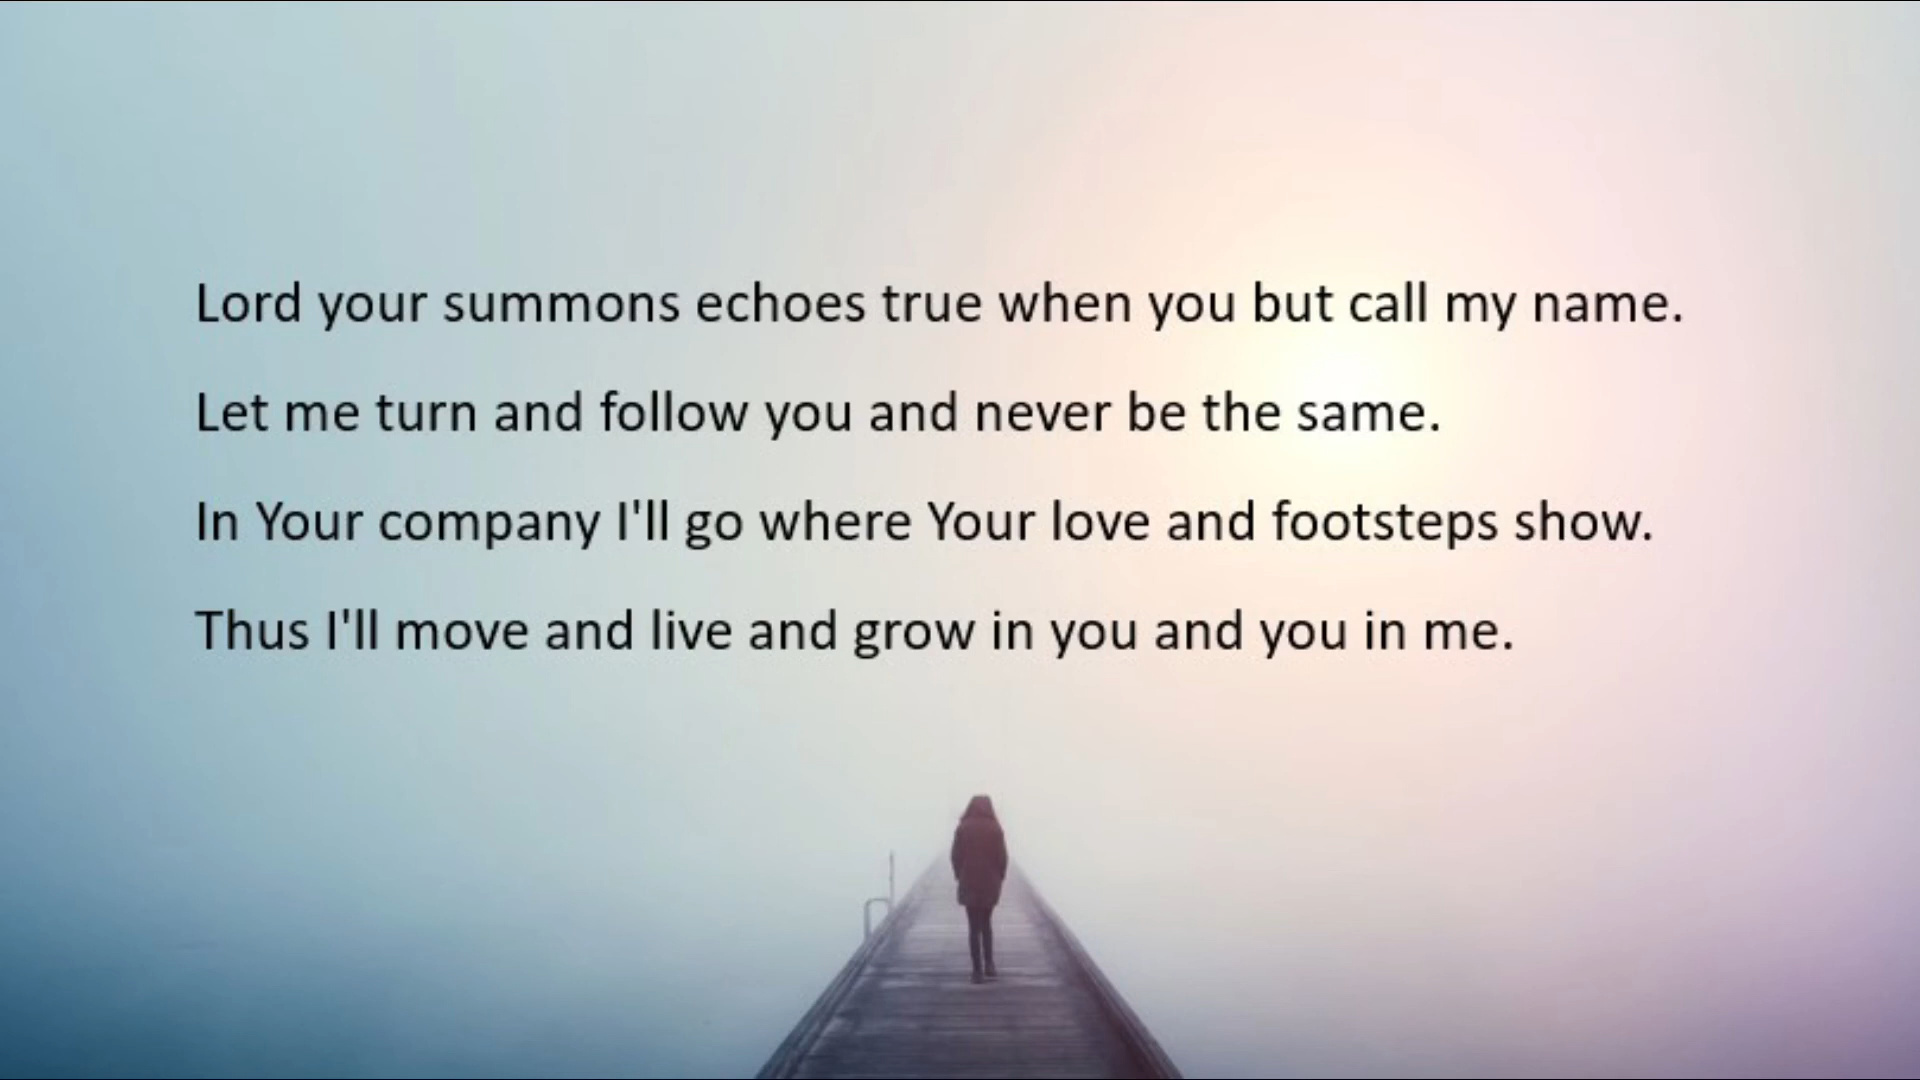 Lord your summons echoes true when you but call my name.
Let me turn and follow you and never be the same.
In Your company I'll go where Your love and footsteps show.
Thus I'll move and live and grow in you and you in me.